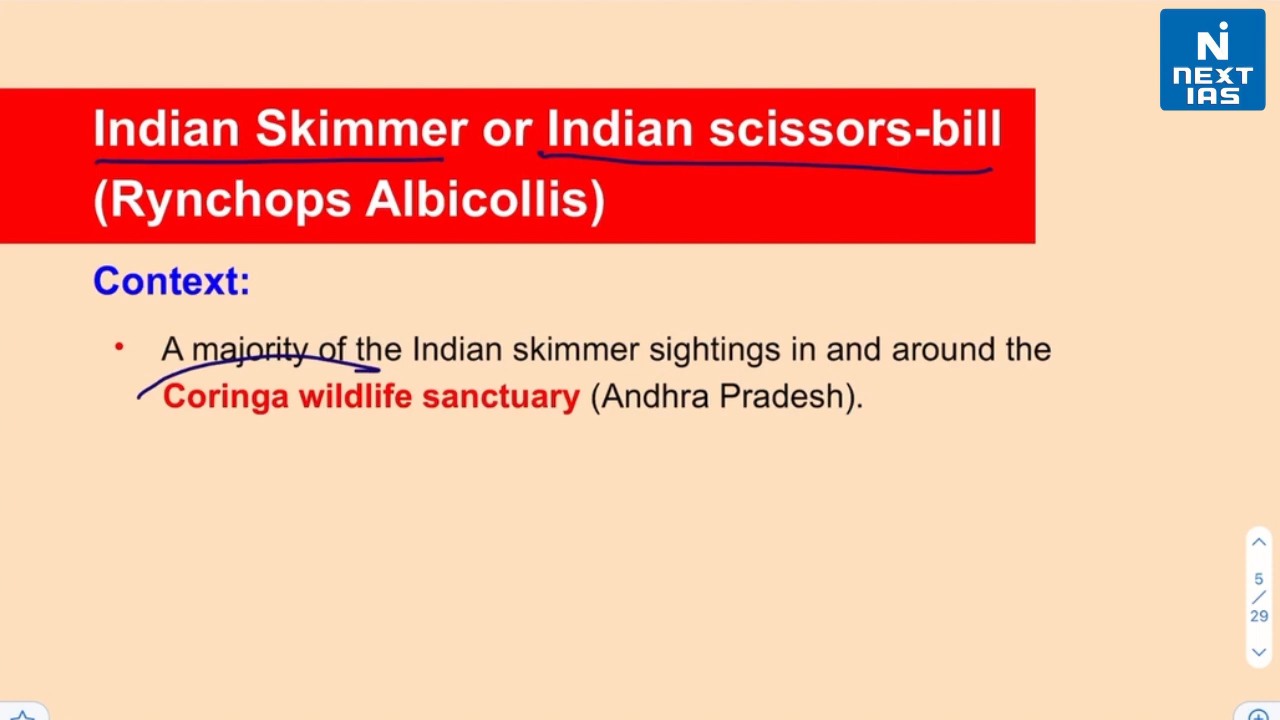 NEXT
IAS
Indian Skimmer or Indian scissors-bill
(Rynchops Albicollis)
Context:
• A majority of the Indian skimmer sightings in and around the
Coringa wildlife sanctuary (Andhra Pradesh).
5
/
29